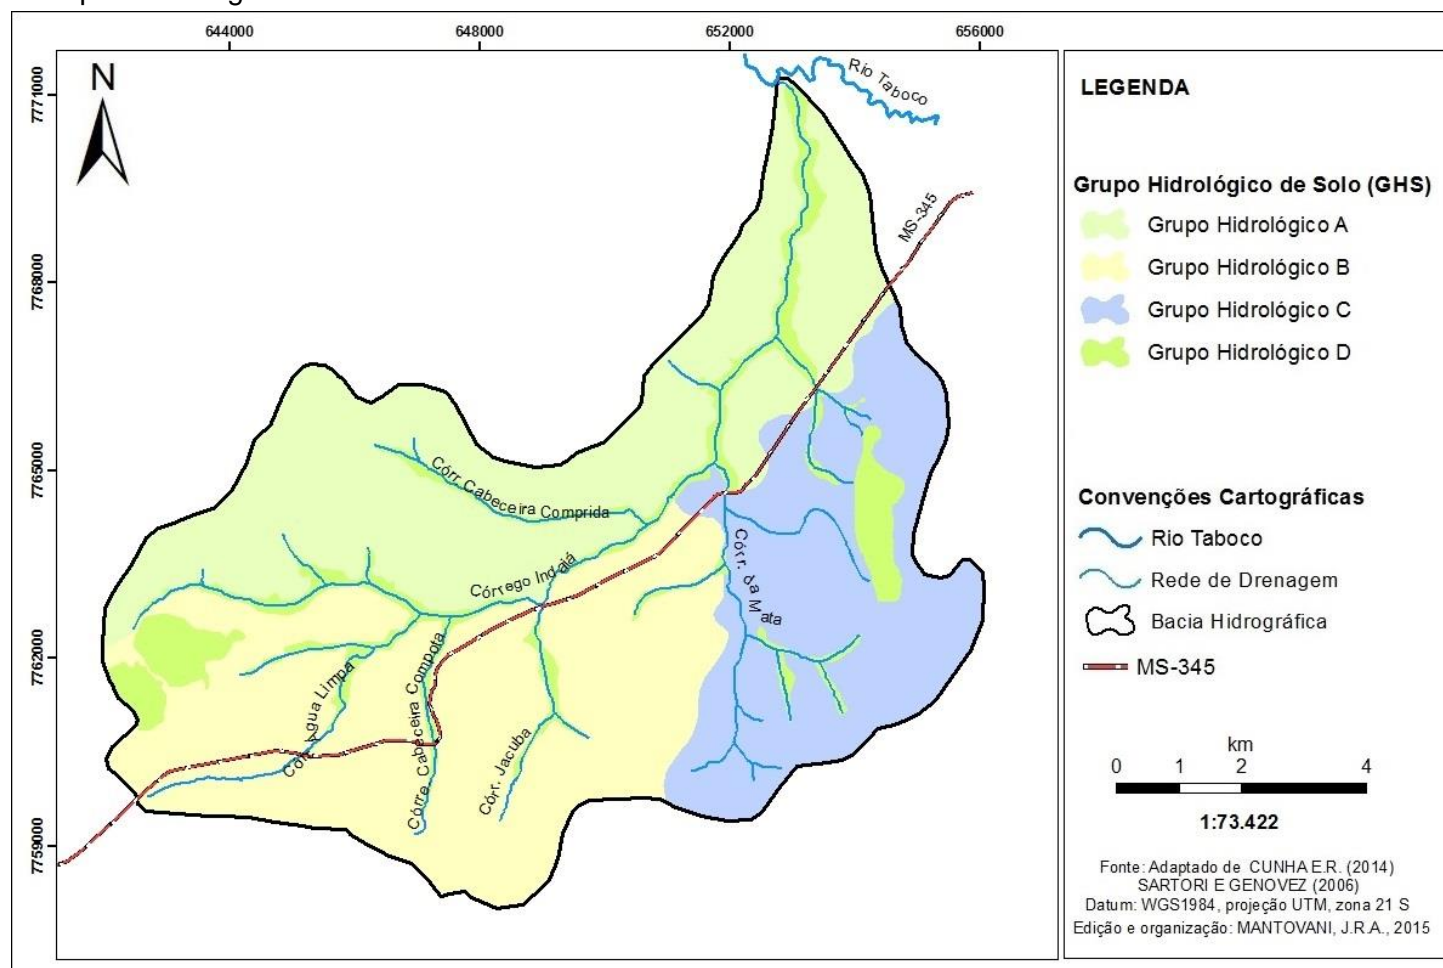 644000
648000
652000
656000
7771000
7768000
7765000
7762000
7759000
N
Rio Taboco
MS-345
Córr Cabeceira Comprida
Córrego Indaiá
Córr. da Mata
Córr. Água Limpa
Córre. Cabeceira Compota
Córr. Jacuba
LEGENDA
Grupo Hidrológico de Solo (GHS)
Grupo Hidrológico A
Grupo Hidrológico B
Grupo Hidrológico C
Grupo Hidrológico D
Convenções Cartográficas
Rio Taboco
Rede de Drenagem
Bacia Hidrográfica
MS-345
km
0 1 2 4
1:73.422
Fonte: Adaptado de CUNHA E.R. (2014)
SARTORI E GENOVEZ (2006)
Datum: WGS1984, projeção UTM, zona 21 S
Edição e organização: MANTOVANI, J.R.A., 2015